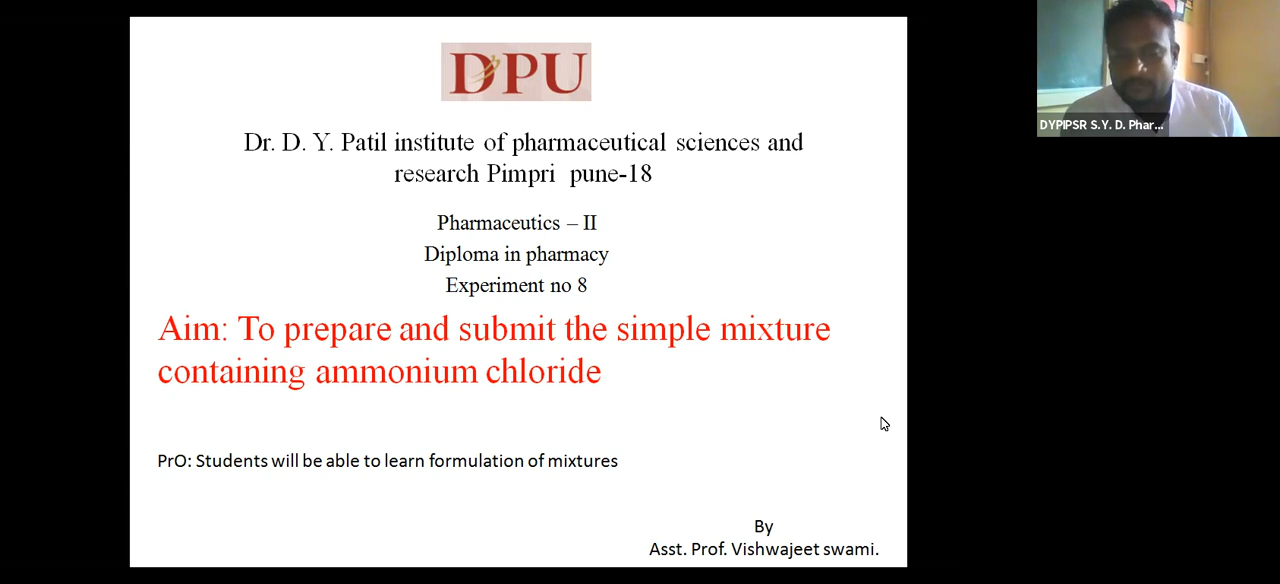 DPU
Dr. D. Y. Patil institute of pharmaceutical sciences and
research Pimpri pune-18
Pharmaceutics – II
Diploma in pharmacy
Experiment no 8
Aim: To prepare and submit the simple mixture
containing ammonium chloride
PrO: Students will be able to learn formulation of mixtures
By
Asst. Prof. Vishwajeet swami.
DYPIPSR S.Y. D. Phar...